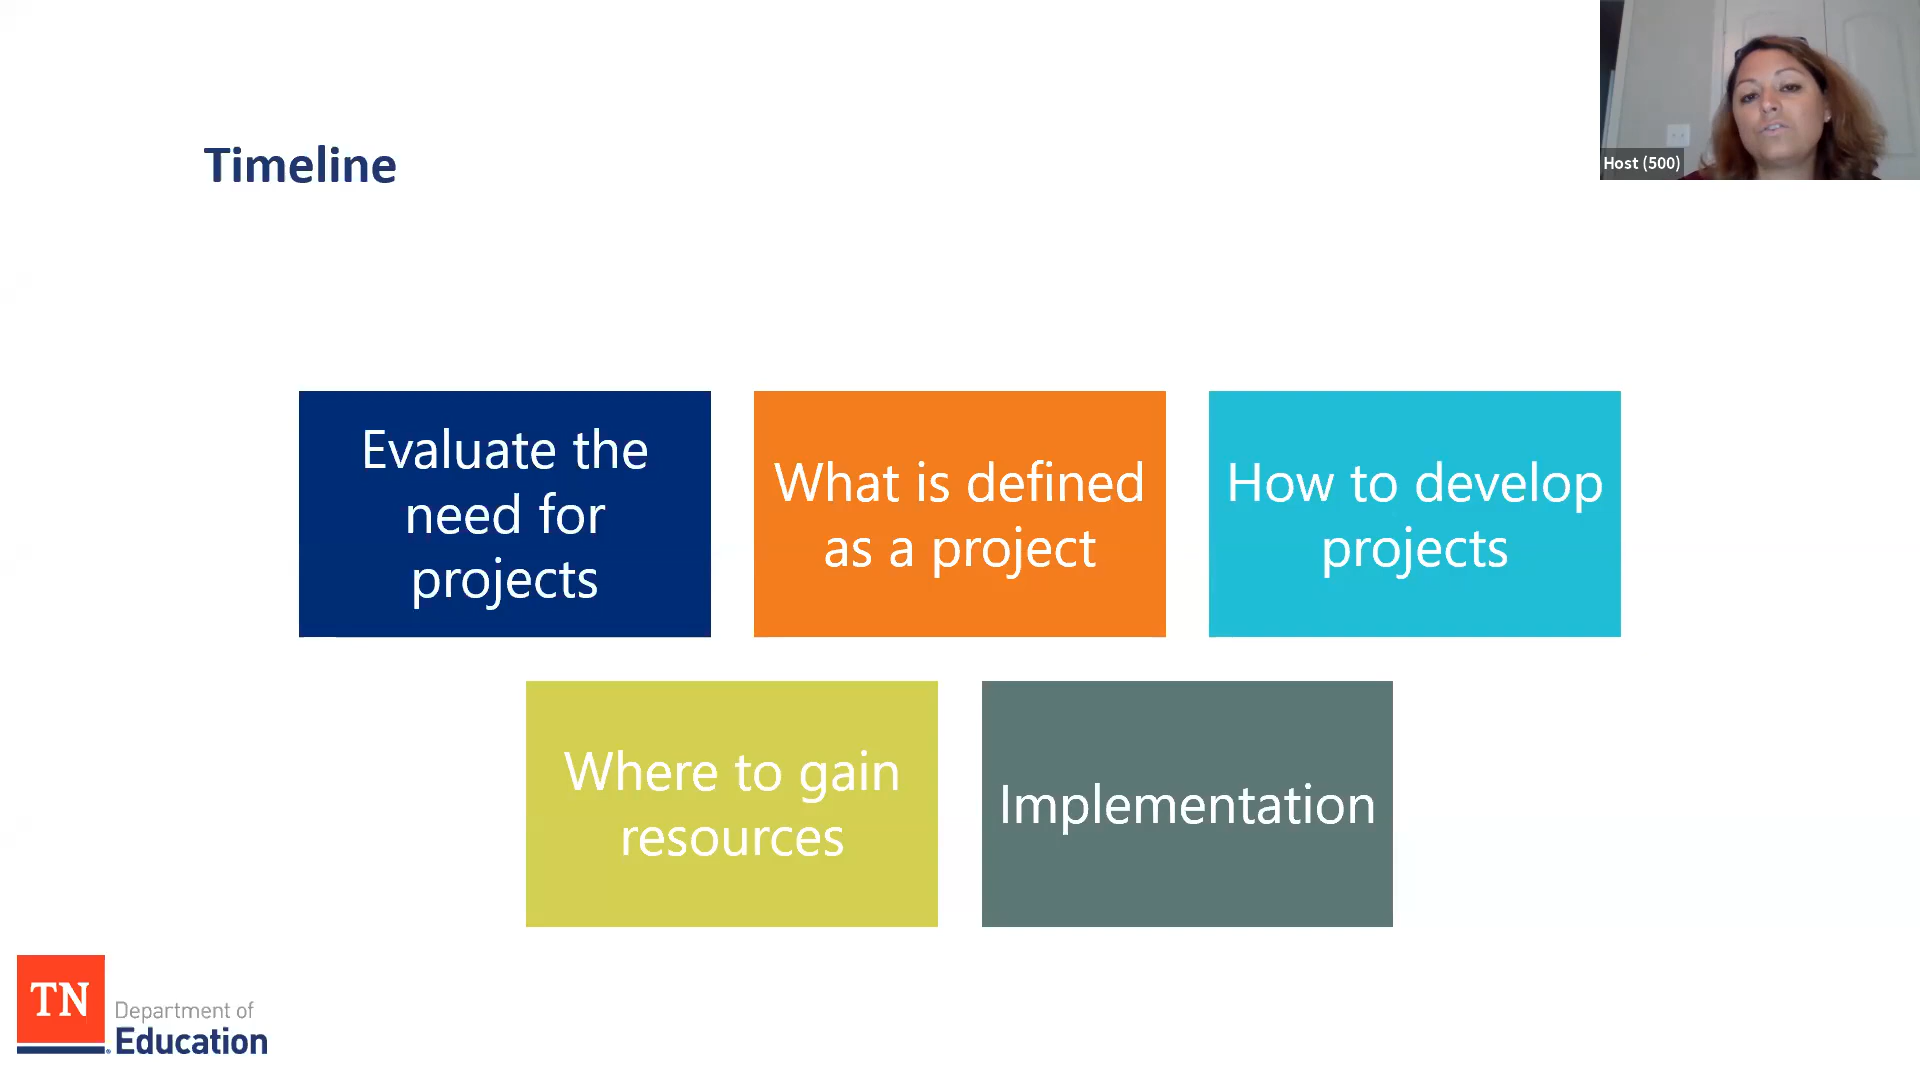 Timeline
Host (500)
Evaluate the
need for
projects
What is defined
as a project
How to develop
projects
Where to gain
resources
Implementation
TN
Department of
Education